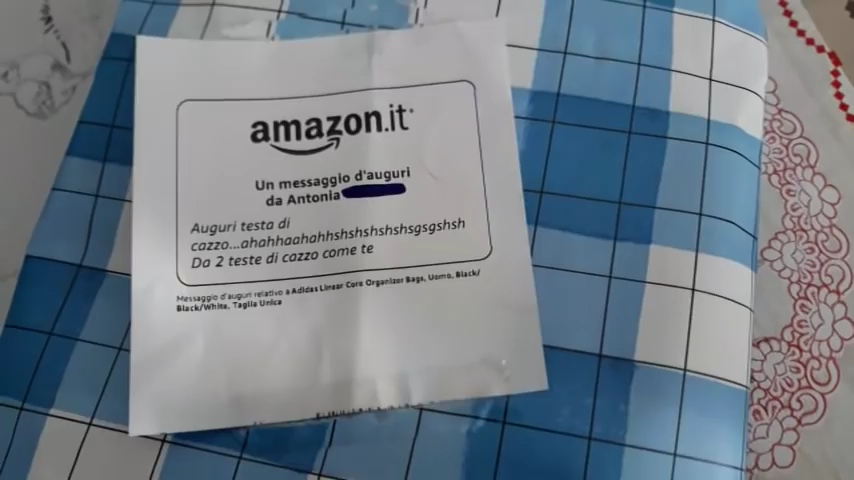 amazon.it
Un messaggio d'auguri
da Antonia
Auguri testa di
cazzo...ahahhaahahhshshshshshsgsgshsh
Da 2 teste di cazzo come te
Messaggio d'auguri relativo a Adidas Linear Core Organizer Bags, Uomo, Black/
Black/White, Taglia Unica